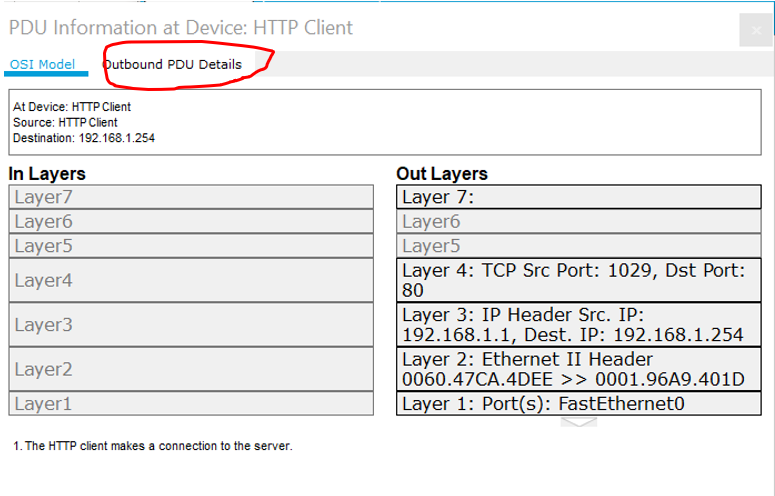 PDU Information at Device: HTTP Client
×
OSI Model Outbound PDU Details
At Device: HTTP Client
Source: HTTP Client
Destination: 192.168.1.254
In Layers
Layer7
Layer6
Layer5
Layer4
Layer3
Layer2
Layer1
Out Layers
Layer 7:
Layer6
Layer5
Layer 4: TCP Src Port: 1029, Dst Port:
80
Layer 3: IP Header Src. IP:
192.168.1.1, Dest. IP: 192.168.1.254
Layer 2: Ethernet II Header
0060.47CA.4DEE >> 0001.96A9.401D
Layer 1: Port(s): FastEthernet0
1. The HTTP client makes a connection to the server.